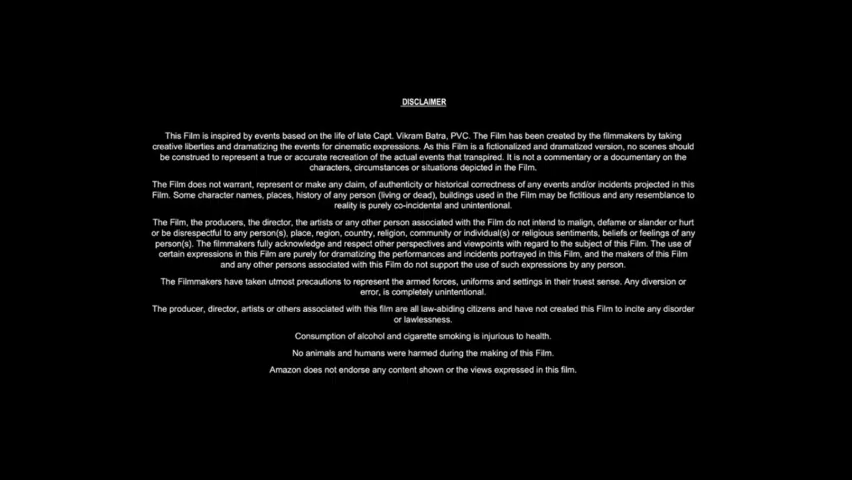 DISCLAIMER
This Film is inspired by events based on the life of late Capt. Vikram Batra, PVC. The Film has been created by the filmmakers by taking
creative liberties and dramatizing the events for cinematic expressions. As this Film is a fictionalized and dramatized version, no scenes should
be construed to represent a true or accurate recreation of the actual events that transpired. It is not a commentary or a documentary on the
characters, circumstances or situations depicted in the Film.
The Film does not warrant, represent or make any claim, of authenticity or historical correctness of any events and/or incidents projected in this
Film. Some character names, places, history of any person (living or dead), buildings used in the Film may be fictitious and any resemblance to
reality is purely co-incidental and unintentional.
The Film, the producers, the director, the artists or any other person associated with the Film do not intend to malign, defame or slander or hurt
or be disrespectful to any person(s), place, region, country, religion, community or individual(s) or religious sentiments, beliefs or feelings of any
person(s). The filmmakers fully acknowledge and respect other perspectives and viewpoints with regard to the subject of this Film. The use of
certain expressions in this Film are purely for dramatizing the performances and incidents portrayed in this Film, and the makers of this Film
and any other persons associated with this Film do not support the use of such expressions by any person.
The Filmmakers have taken utmost precautions to represent the armed forces, uniforms and settings in their truest sense. Any diversion or
error, is completely unintentional.
The producer, director, artists or others associated with this film are all law-abiding citizens and have not created this Film to incite any disorder
or lawlessness.
Consumption of alcohol and cigarette smoking is injurious to health.
No animals and humans were harmed during the making of this Film.
Amazon does not endorse any content shown or the views expressed in this film.